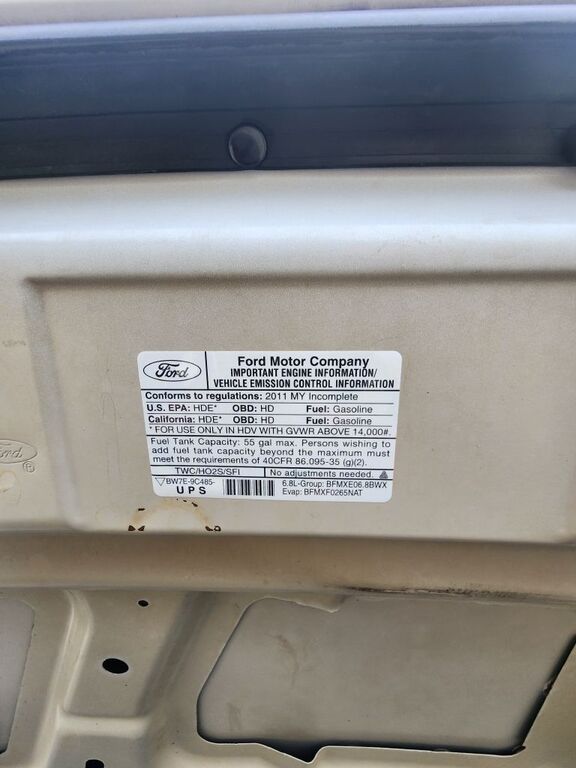 Ford
Ford Motor Company
IMPORTANT ENGINE INFORMATION/
VEHICLE EMISSION CONTROL INFORMATION
Conforms to regulations: 2011 MY Incomplete
U.S. EPA: HDE* OBD: HD Fuel: Gasoline
California: HDE* OBD: HD Fuel: Gasoline
* FOR USE ONLY IN HDV WITH GVWR ABOVE 14,000#.
Fuel Tank Capacity: 55 gal max. Persons wishing to
add fuel tank capacity beyond the maximum must
meet the requirements of 40CFR 86.095-35 (g)(2).
TWC/HO2S/SFI No adjustments needed.
BW7E-9C485- 6.8L-Group: BFMXE06.8BWX
UPS Evap: BFMXF0265NAT
Ford